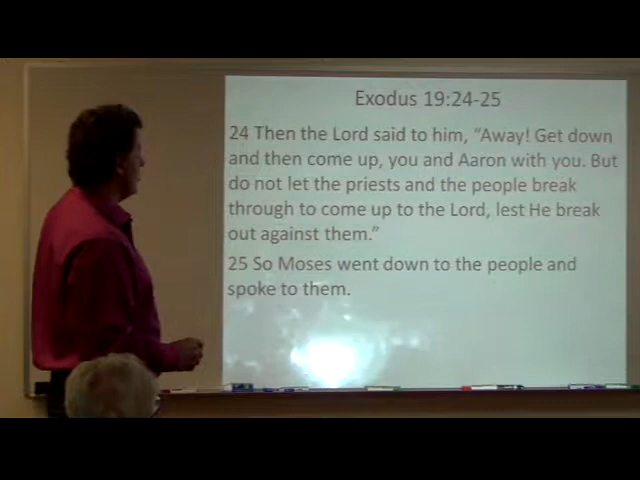 Exodus 19:24-25
24 Then the Lord said to him, “Away! Get down
and then come up, you and Aaron with you. But
do not let the priests and the people break
through to come up to the Lord, lest He break
out against them.”
25 So Moses went down to the people and
spoke to them.